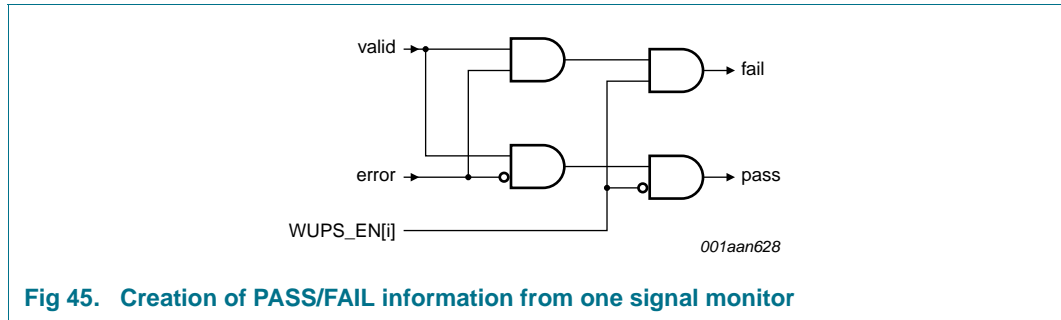 valid
fail
error
pass
WUPS_EN[i]
001aan628
Fig 45. Creation of PASS/FAIL information from one signal monitor